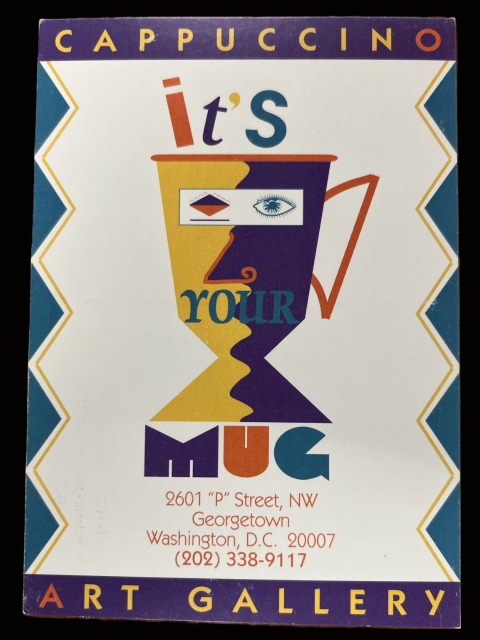 CAPPUCCINO
it's
YOUR
MUG
2601 "P" Street, NW
Georgetown
Washington, D.C. 20007
(202) 338-9117
ART GALLERY